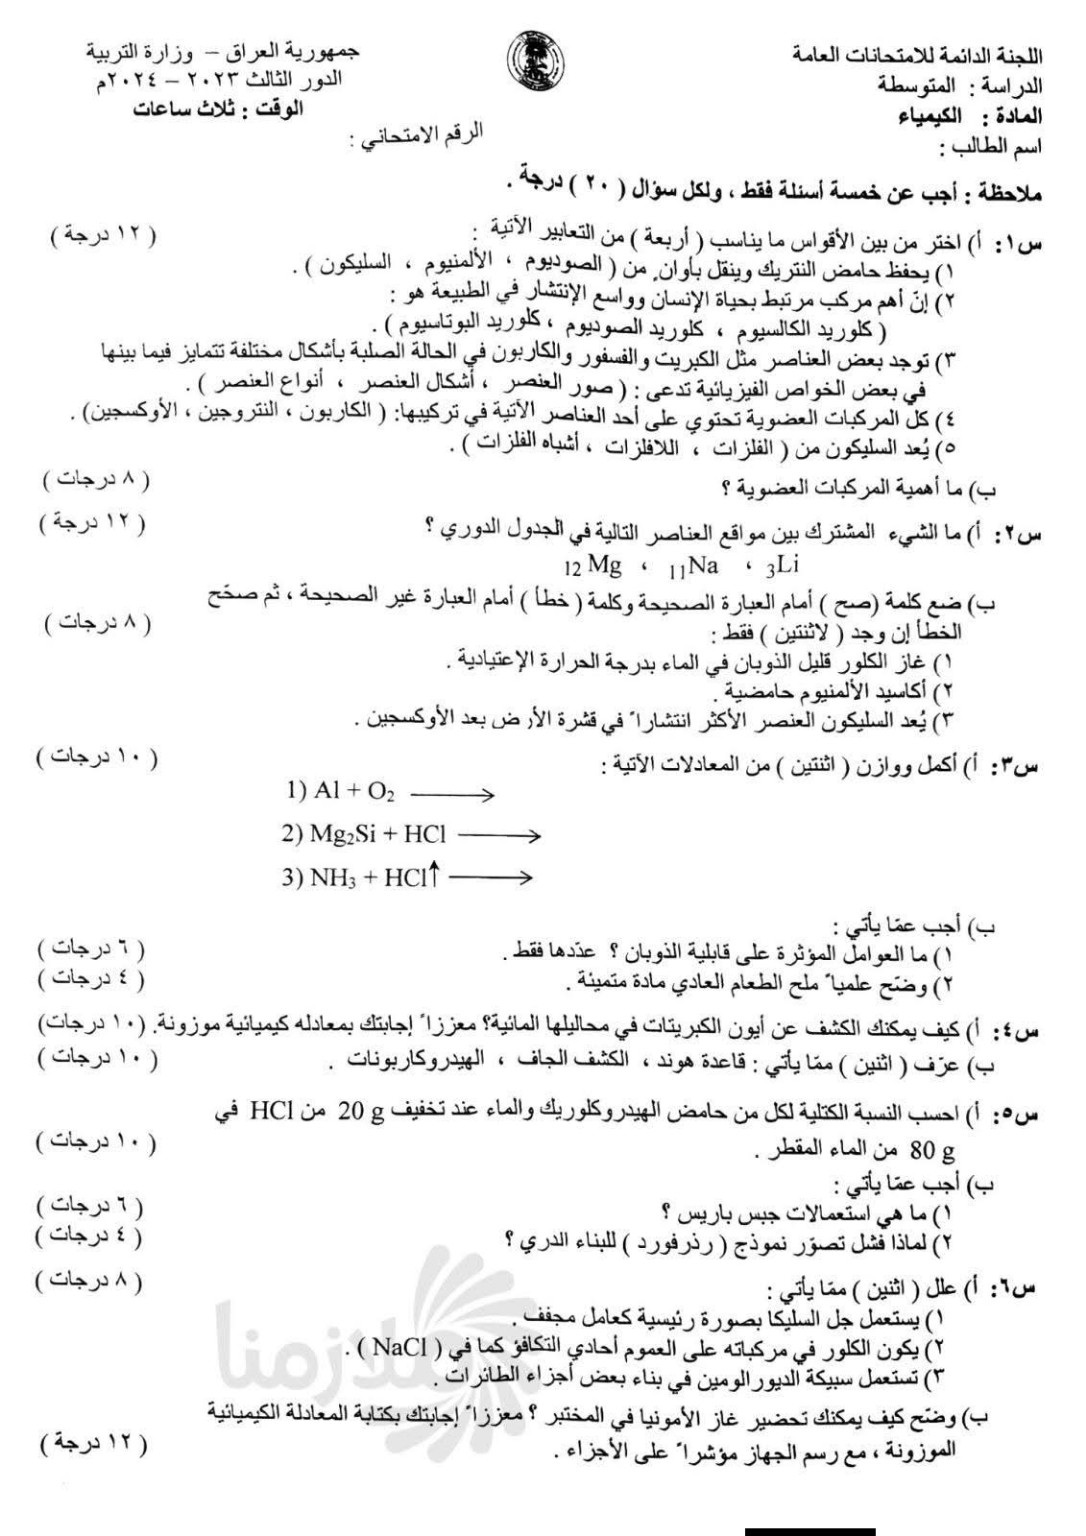 اللجنة الدائمة للامتحانات العامة
الدراسة : المتوسطة
المادة : الكيمياء
اسم الطالب :
جمهورية العراق – وزارة التربية
الدور الثالث ٢٠٢٣ – ٢٠٢٤م
الوقت : ثلاث ساعات
الرقم الامتحاني :
ملاحظة : أجب عن خمسة أسئلة فقط ، ولكل سؤال ( ٢٠ ) درجة .
س١: أ) اختر من بين الأقواس ما يناسب ( أربعة ) من التعابير الآتية : ( ١٢ درجة )
١) يحفظ حامض النتريك وينقل بأوانٍ من ( الصوديوم ، الألمنيوم ، السليكون ) .
٢) إنّ أهم مركب مرتبط بحياة الإنسان وواسع الإنتشار في الطبيعة هو :
( كلوريد الكالسيوم ، كلوريد الصوديوم ، كلوريد البوتاسيوم ) .
٣) توجد بعض العناصر مثل الكبريت والفسفور والكاربون في الحالة الصلبة بأشكال مختلفة تتمايز فيما بينها
في بعض الخواص الفيزيائية تدعى : ( صور العنصر ، أشكال العنصر ، أنواع العنصر ) .
٤) كل المركبات العضوية تحتوي على أحد العناصر الآتية في تركيبها: ( الكاربون ، النتروجين ، الأوكسجين) .
٥) يُعد السليكون من ( الفلزات ، اللافلزات ، أشباه الفلزات ) .
ب) ما أهمية المركبات العضوية ؟ ( ٨ درجات )
س٢: أ) ما الشيء المشترك بين مواقع العناصر التالية في الجدول الدوري ؟ ( ١٢ درجة )
₃Li ، ₁₁Na ، ₁₂Mg
ب) ضع كلمة (صح ) أمام العبارة الصحيحة وكلمة ( خطأ ) أمام العبارة غير الصحيحة ، ثم صحّح
الخطأ إن وجد ( لاثنتين ) فقط : ( ٨ درجات )
١) غاز الكلور قليل الذوبان في الماء بدرجة الحرارة الإعتيادية .
٢) أكاسيد الألمنيوم حامضية .
٣) يُعد السليكون العنصر الأكثر انتشاراً في قشرة الأرض بعد الأوكسجين .
س٣: أ) أكمل ووازن ( اثنتين ) من المعادلات الآتية : ( ١٠ درجات )
1) Al + O₂ ⟶
2) Mg₂Si + HCl ⟶
3) NH₃ + HCl↑ ⟶
ب) أجب عمّا يأتي :
١) ما العوامل المؤثرة على قابلية الذوبان ؟ عدّدها فقط . ( ٦ درجات )
٢) وضّح علمياً ملح الطعام العادي مادة متميئة . ( ٤ درجات )
س٤: أ) كيف يمكنك الكشف عن أيون الكبريتات في محاليلها المائية؟ معززاً إجابتك بمعادله كيميائية موزونة. (١٠ درجات)
ب) عرّف ( اثنين ) ممّا يأتي : قاعدة هوند ، الكشف الجاف ، الهيدروكاربونات . ( ١٠ درجات )
س٥: أ) احسب النسبة الكتلية لكل من حامض الهيدروكلوريك والماء عند تخفيف 20 g من HCl في
80 g من الماء المقطر . ( ١٠ درجات )
ب) أجب عمّا يأتي :
١) ما هي استعمالات جبس باريس ؟ ( ٦ درجات )
٢) لماذا فشل تصوّر نموذج ( رذرفورد ) للبناء الذري ؟ ( ٤ درجات )
س٦: أ) علل ( اثنين ) ممّا يأتي : ( ٨ درجات )
١) يستعمل جل السليكا بصورة رئيسية كعامل مجفف .
٢) يكون الكلور في مركباته على العموم أحادي التكافؤ كما في ( NaCl ) .
٣) تستعمل سبيكة الديورالومين في بناء بعض أجزاء الطائرات .
ب) وضّح كيف يمكنك تحضير غاز الأمونيا في المختبر ؟ معززاً إجابتك بكتابة المعادلة الكيميائية
الموزونة ، مع رسم الجهاز مؤشراً على الأجزاء . ( ١٢ درجة )
ملازمنا